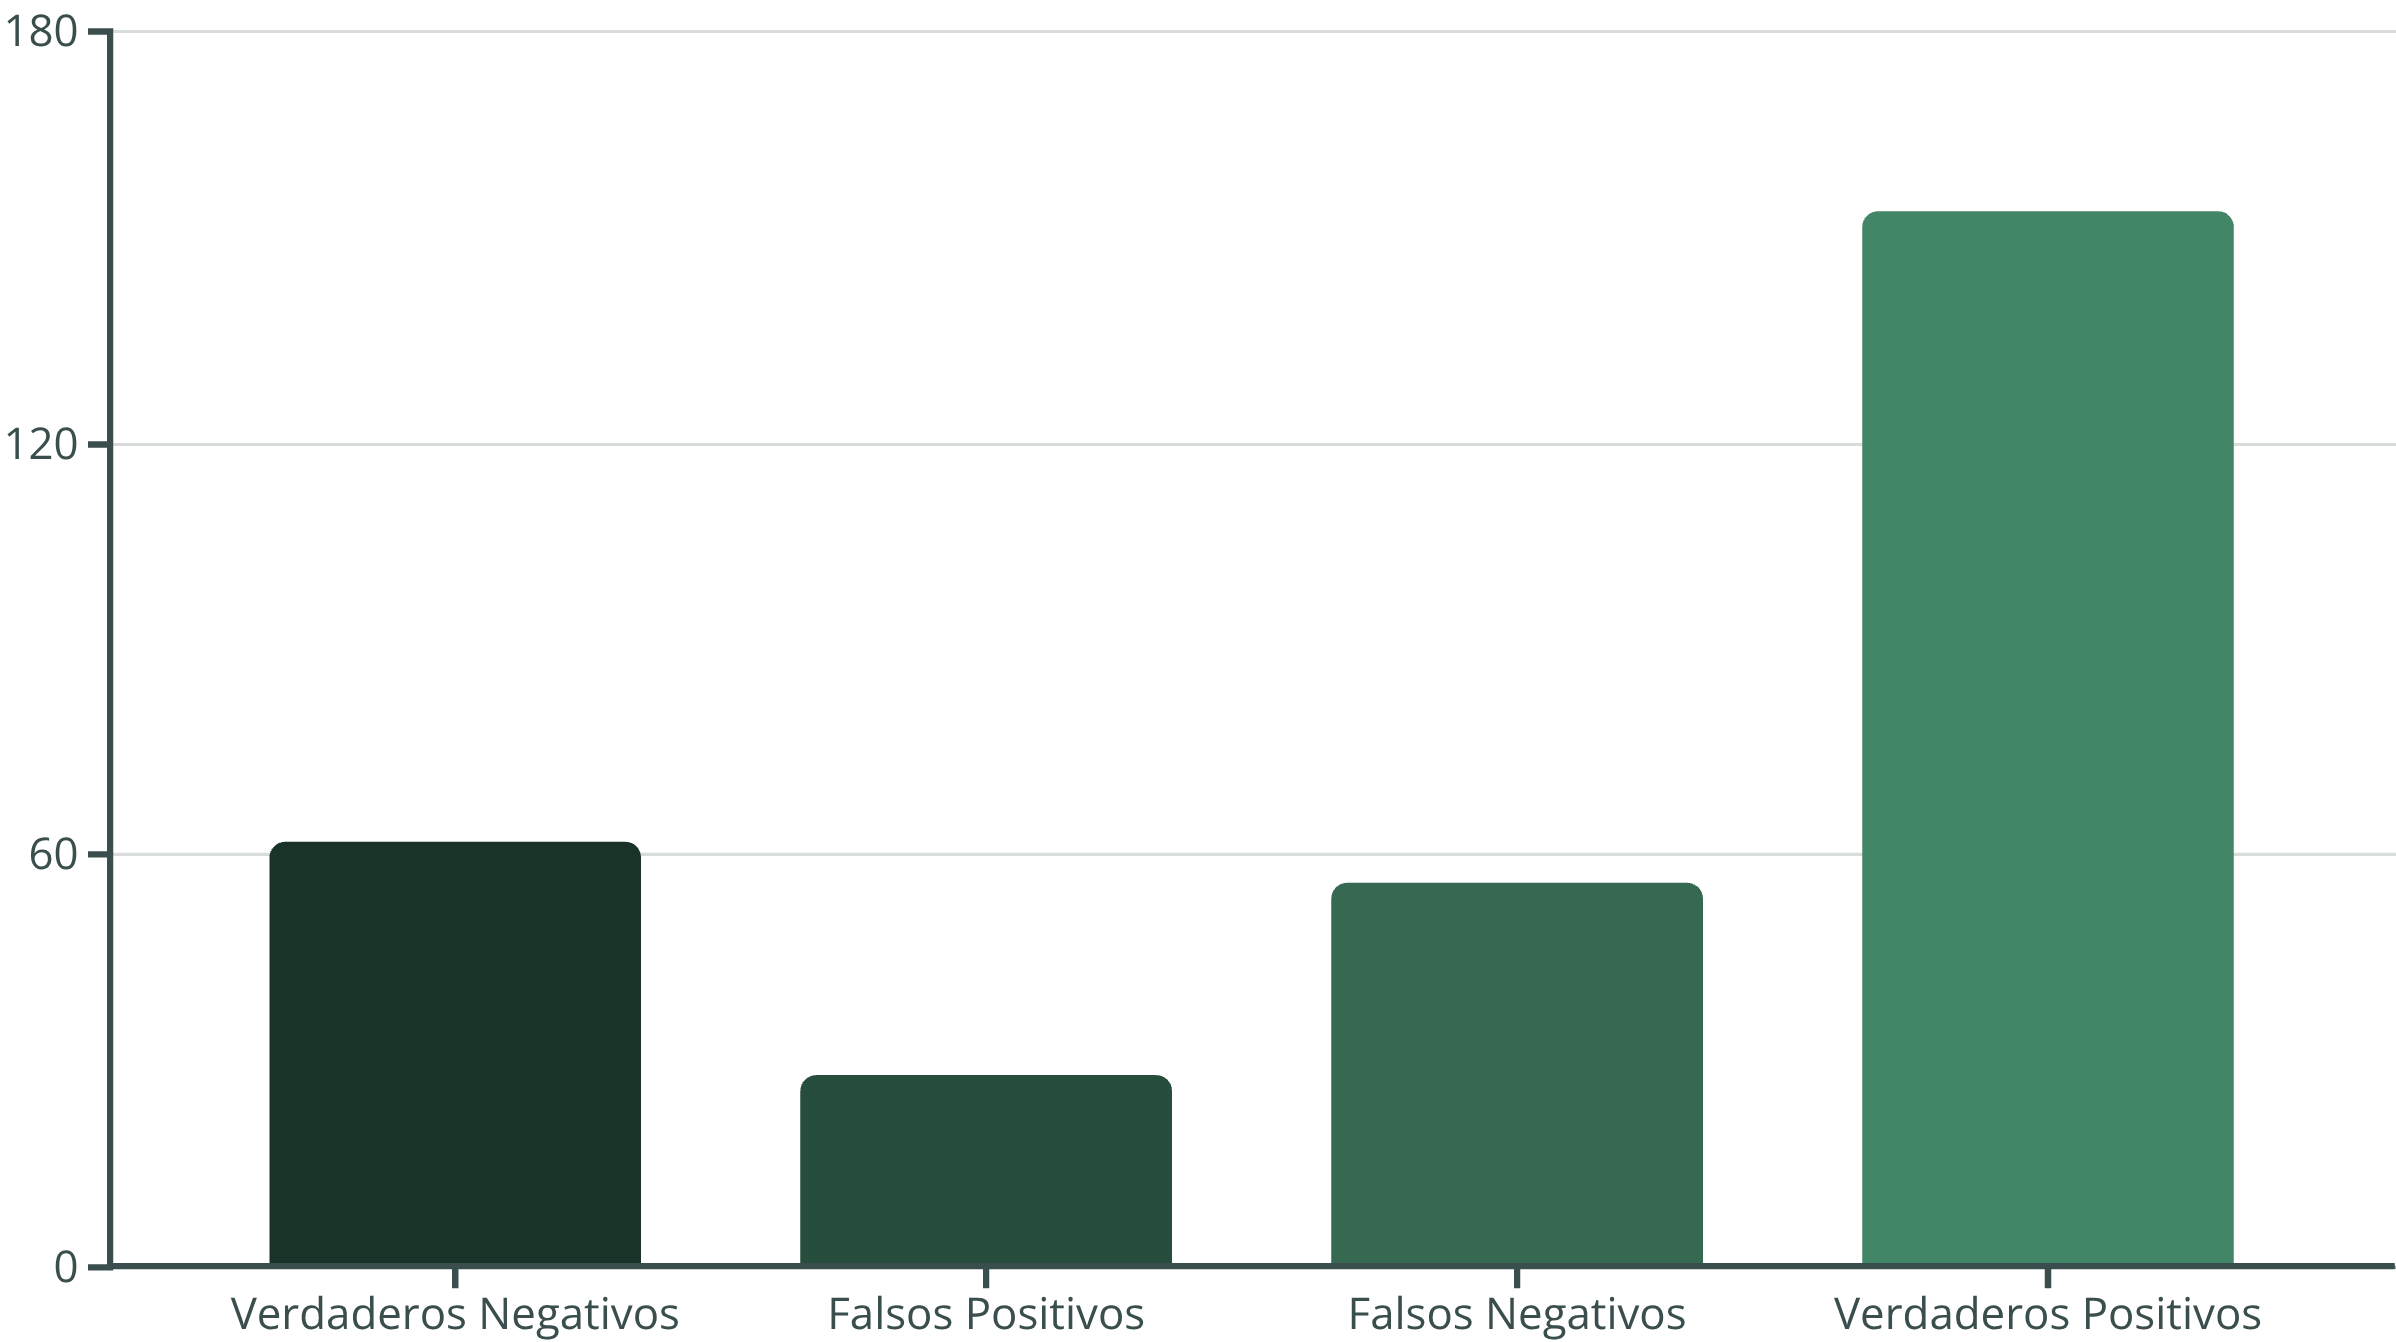 180
120
60
0
Verdaderos Negativos
Falsos Positivos
Falsos Negativos
Verdaderos Positivos